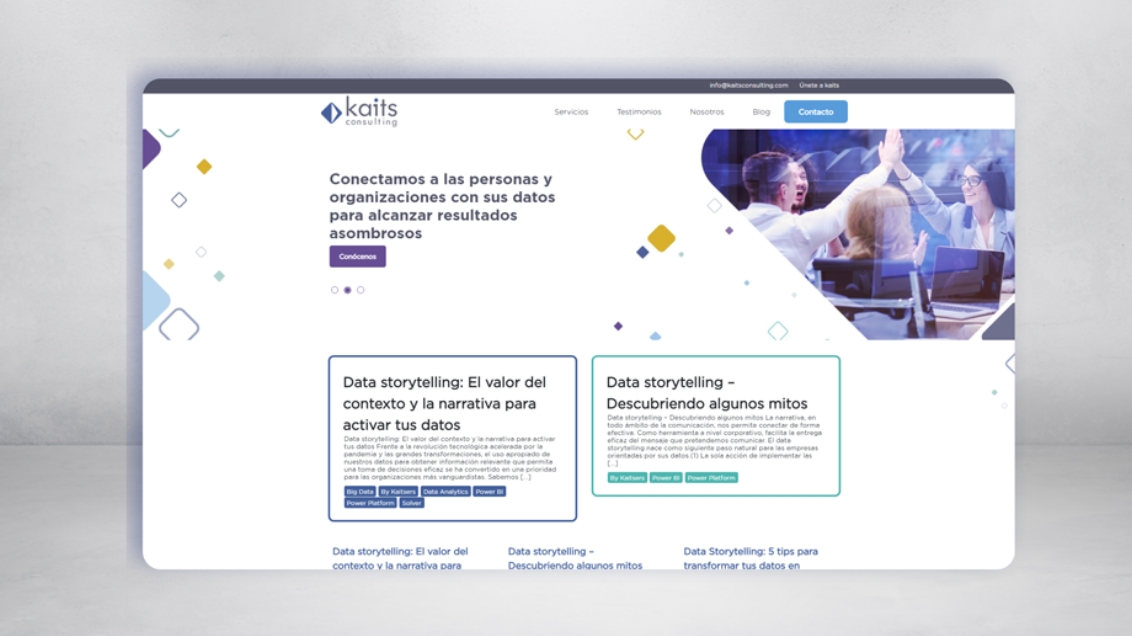 info@kaitsconsulting.com Únete a kaits
kaits
consulting
Servicios Testimonios Nosotros Blog Contacto
Conectamos a las personas y
organizaciones con sus datos
para alcanzar resultados
asombrosos
Conócenos
Data storytelling: El valor del
contexto y la narrativa para
activar tus datos
Data storytelling: El valor del contexto y la narrativa para activar
tus datos Frente a la revolución tecnológica acelerada por la
pandemia y las grandes transformaciones, el uso apropiado de
nuestros datos para obtener información relevante que permita
una toma de decisiones eficaz se ha convertido en una prioridad
para las organizaciones más vanguardistas. Sabemos [...]
Big Data By Kaitsers Data Analytics Power BI
Power Platform Solver
Data storytelling –
Descubriendo algunos mitos
Data storytelling – Descubriendo algunos mitos La narrativa, en
todo ámbito de la comunicación, nos permite conectar de forma
efectiva. Como herramienta a nivel corporativo, facilita la entrega
eficaz del mensaje que pretendemos comunicar. El data
storytelling nace como siguiente paso natural para las empresas
orientadas por sus datos (1) La sola acción de implementar las
[...]
By Kaitsers Power BI Power Platform
Data storytelling: El valor del
contexto y la narrativa para
Data storytelling –
Descubriendo algunos mitos
Data Storytelling: 5 tips para
transformar tus datos en